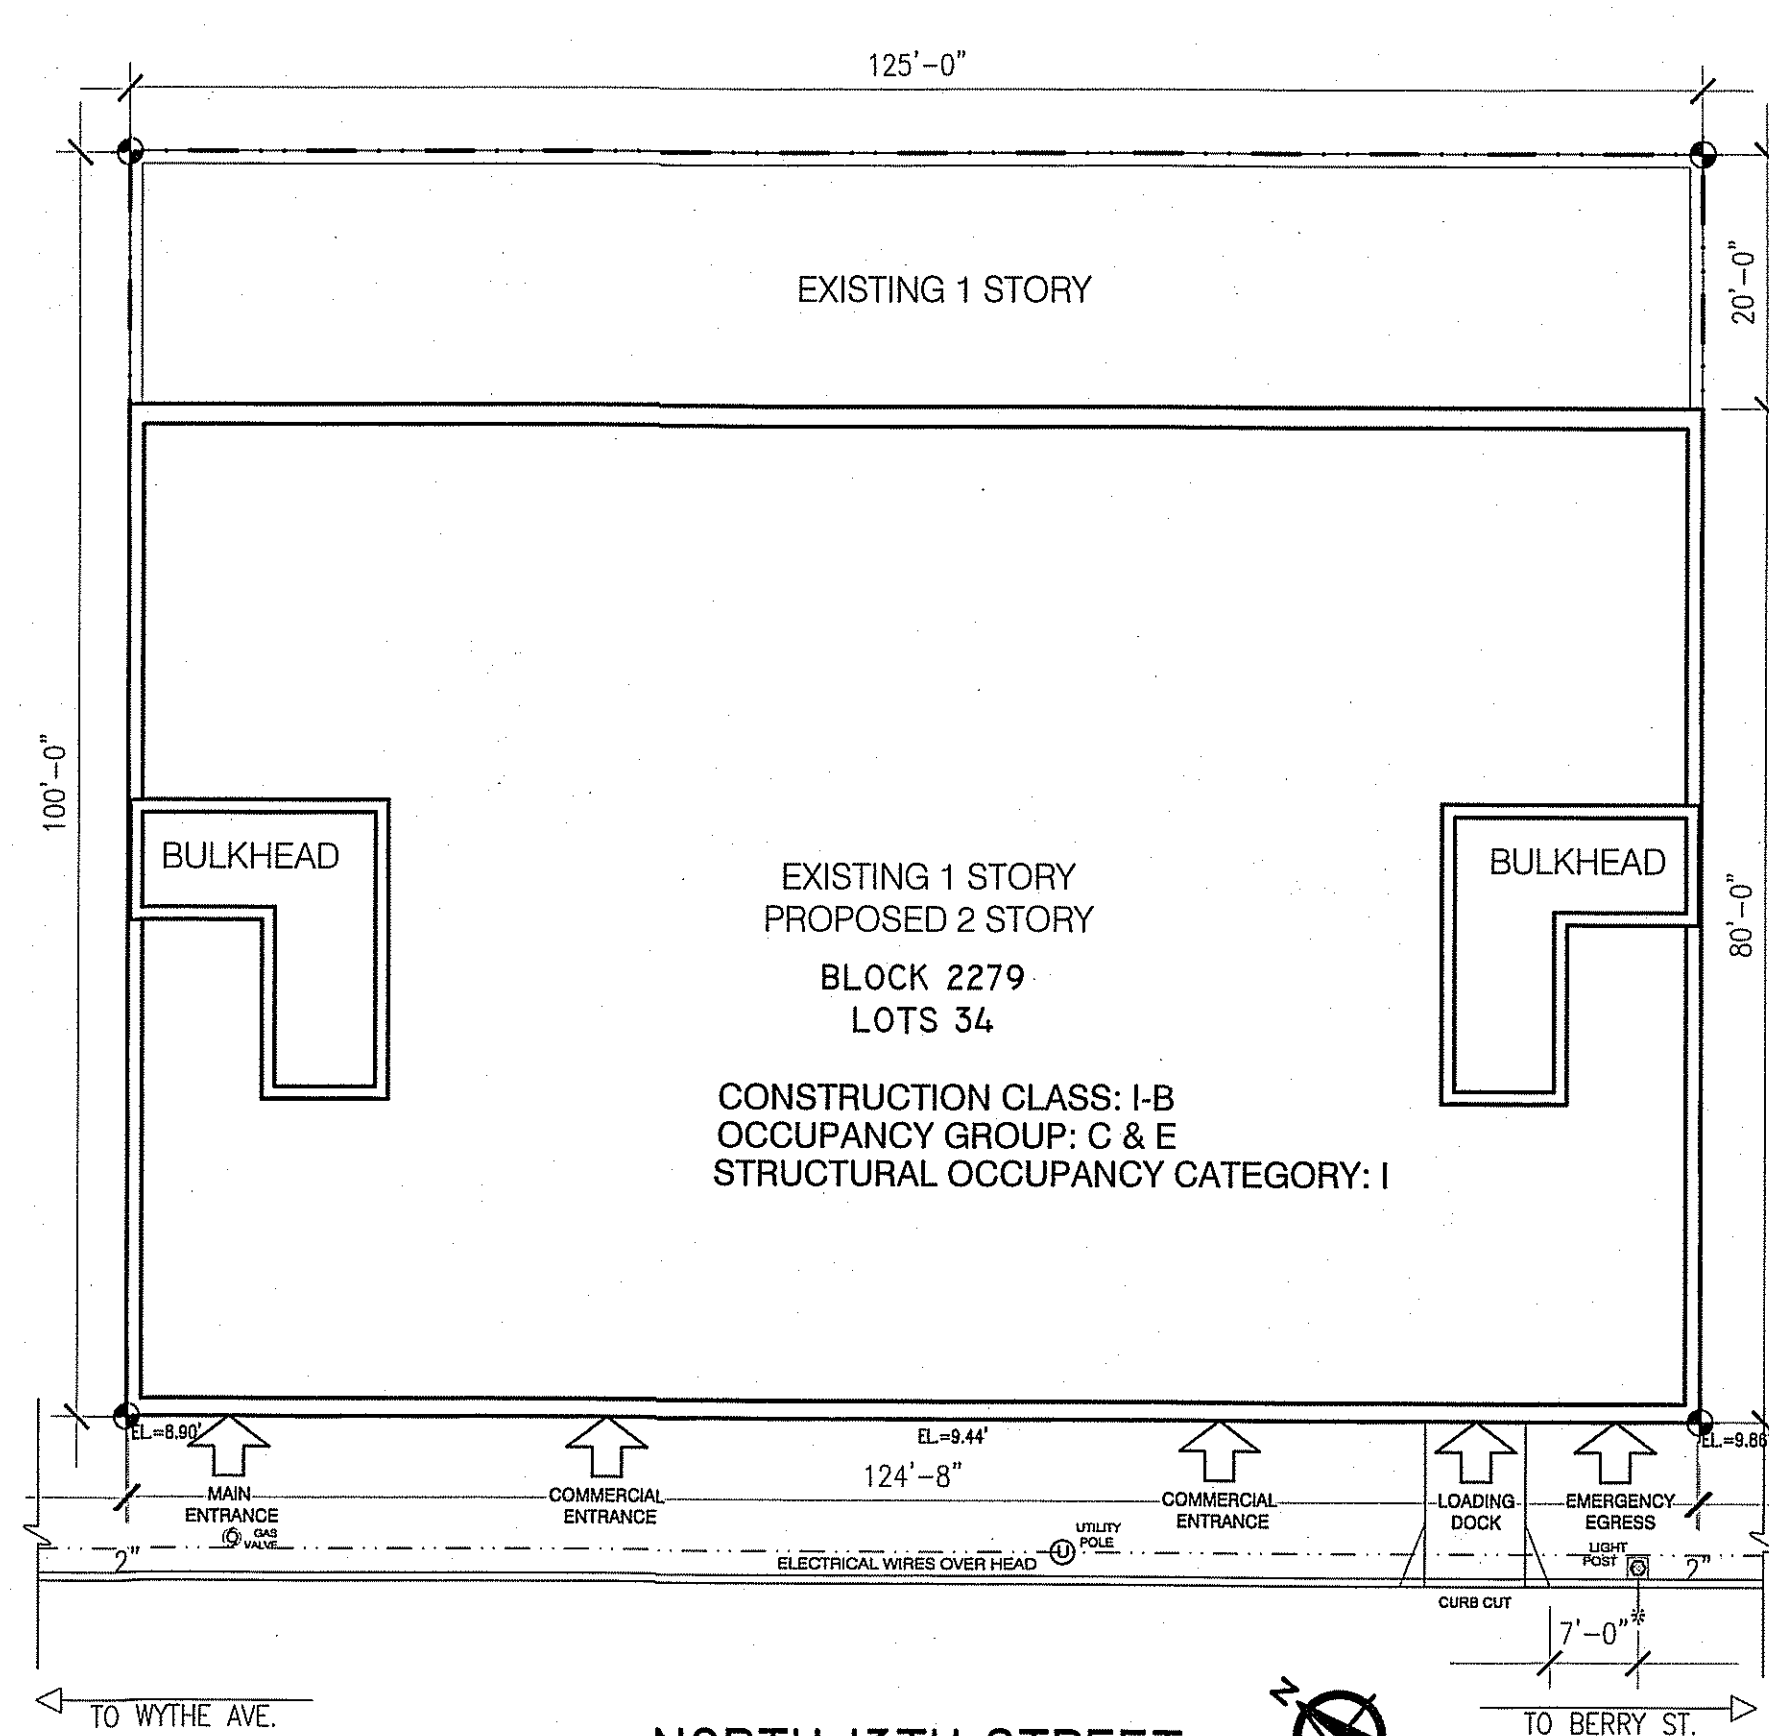 125'-0"
EXISTING 1 STORY
20'-0"
100'-0"
BULKHEAD
BULKHEAD
EXISTING 1 STORY
PROPOSED 2 STORY
80'-0"
BLOCK 2279
LOTS 34
CONSTRUCTION CLASS: I-B
OCCUPANCY GROUP: C & E
STRUCTURAL OCCUPANCY CATEGORY: I
EL.=8.90'
EL.=9.44'
EL.=9.86
124'-8"
MAIN
ENTRANCE
COMMERCIAL
ENTRANCE
COMMERCIAL
ENTRANCE
LOADING
DOCK
EMERGENCY
EGRESS
GAS
VALVE
UTILITY
POLE
U
LIGHT
POST
2"
ELECTRICAL WIRES OVER HEAD
2"
CURB CUT
7'-0"
TO WYTHE AVE.
N
TO BERRY ST.
NORTH 13TH STREET